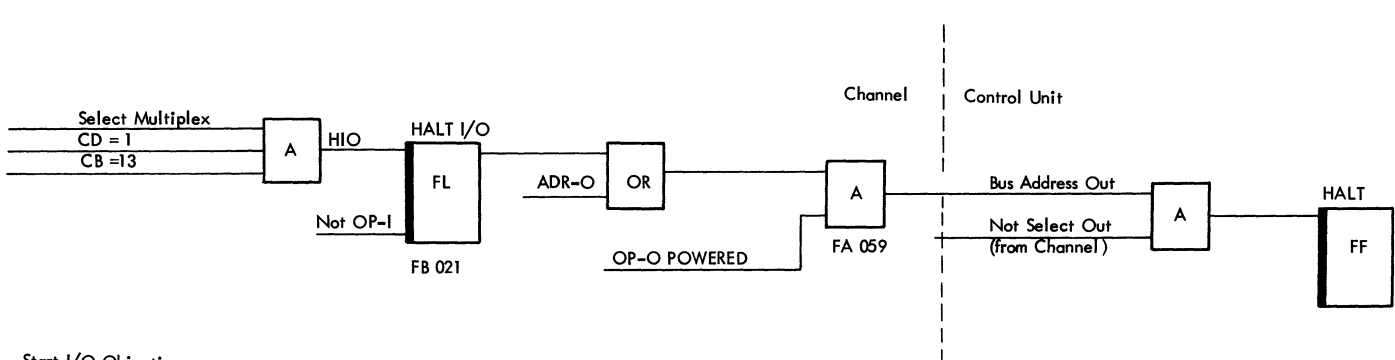 Channel
Control Unit
Select Multiplex
CD = 1
CB =13
A
HIO
HALT I/O
FL
Not OP-I
FB 021
ADR-O
OR
OP-O POWERED
A
FA 059
Bus Address Out
Not Select Out
(from Channel)
A
HALT
FF
Start I/O